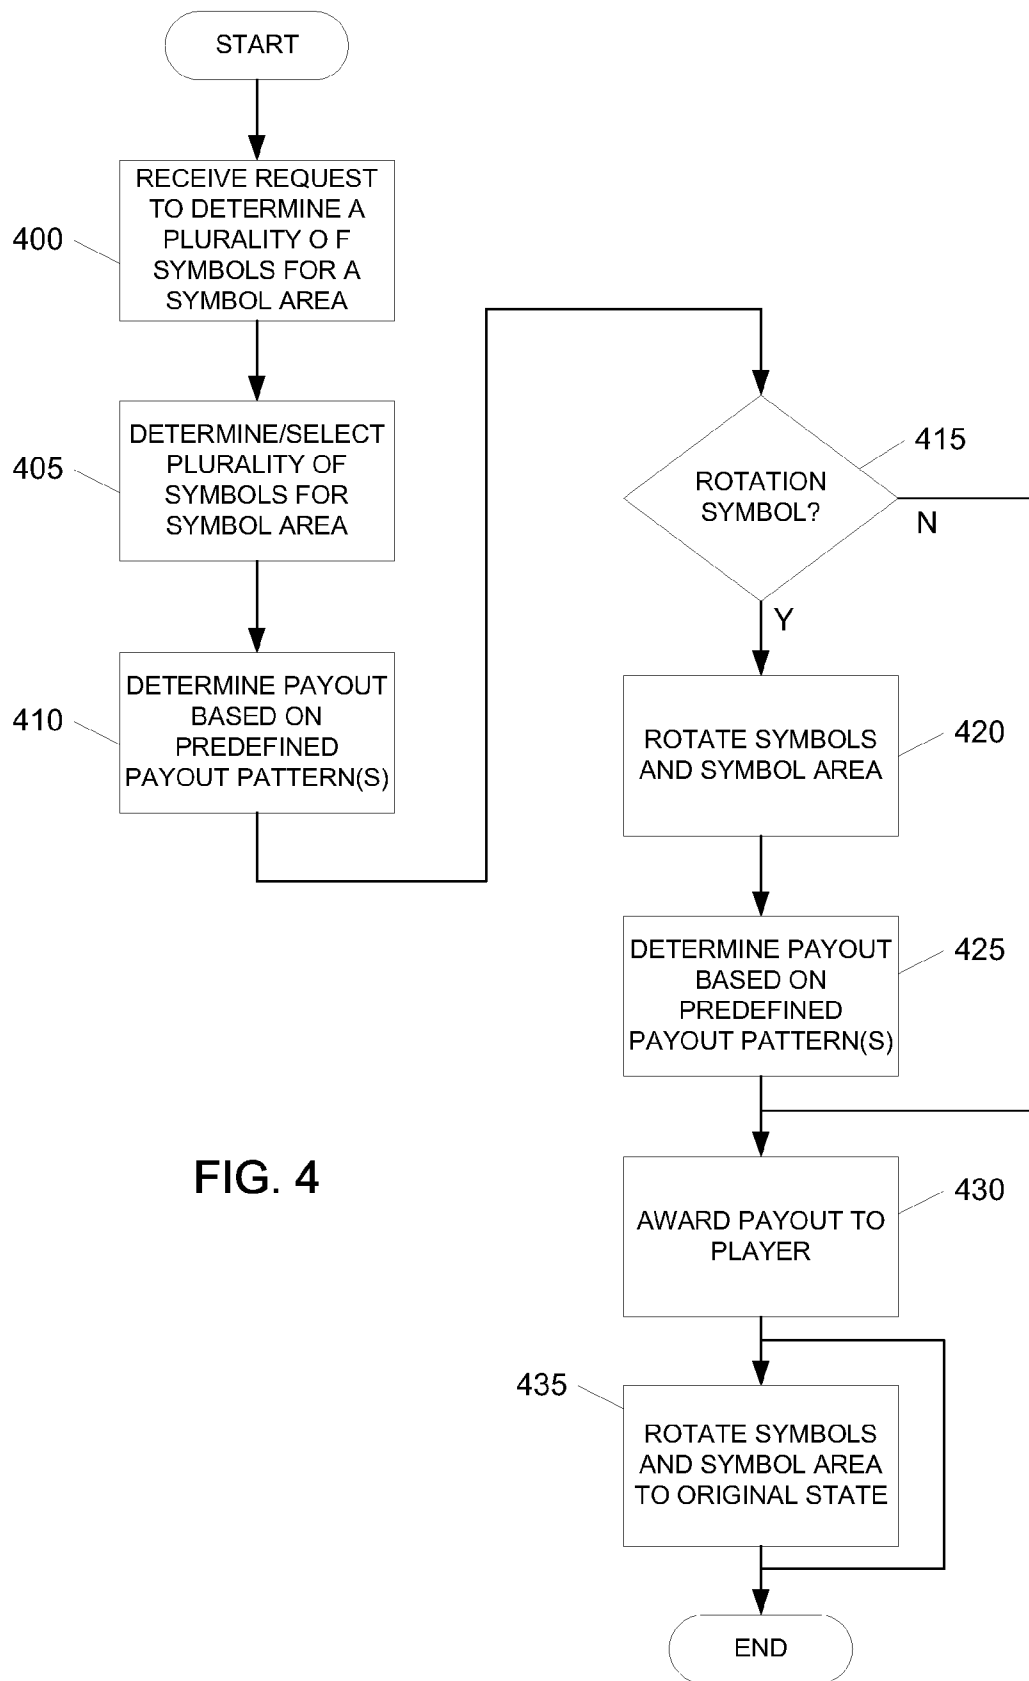 START
400
RECEIVE REQUEST
TO DETERMINE A
PLURALITY O F
SYMBOLS FOR A
SYMBOL AREA
405
DETERMINE/SELECT
PLURALITY OF
SYMBOLS FOR
SYMBOL AREA
410
DETERMINE PAYOUT
BASED ON
PREDEFINED
PAYOUT PATTERN(S)
415
ROTATION
SYMBOL?
N
Y
420
ROTATE SYMBOLS
AND SYMBOL AREA
425
DETERMINE PAYOUT
BASED ON
PREDEFINED
PAYOUT PATTERN(S)
430
AWARD PAYOUT TO
PLAYER
435
ROTATE SYMBOLS
AND SYMBOL AREA
TO ORIGINAL STATE
END
FIG. 4